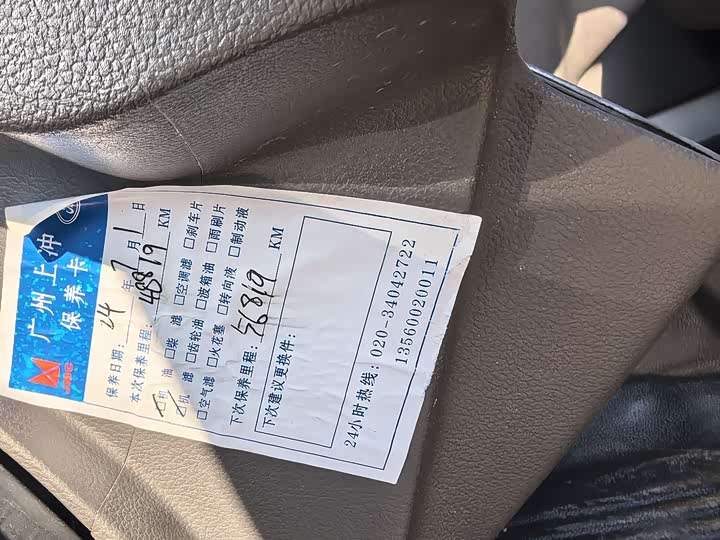 广州上冲
保养卡
保养日期: 24 年 7 月 1 日
本次保养里程: 48819 KM
☑机油 □柴滤 □空调滤 □刹车片
☑机滤 □齿轮油 □波箱油 □雨刷片
□空气滤 □火花塞 □转向液 □制动液
下次保养里程: 56819 KM
下次建议更换件:
24小时热线: 020-34042722
13560020011